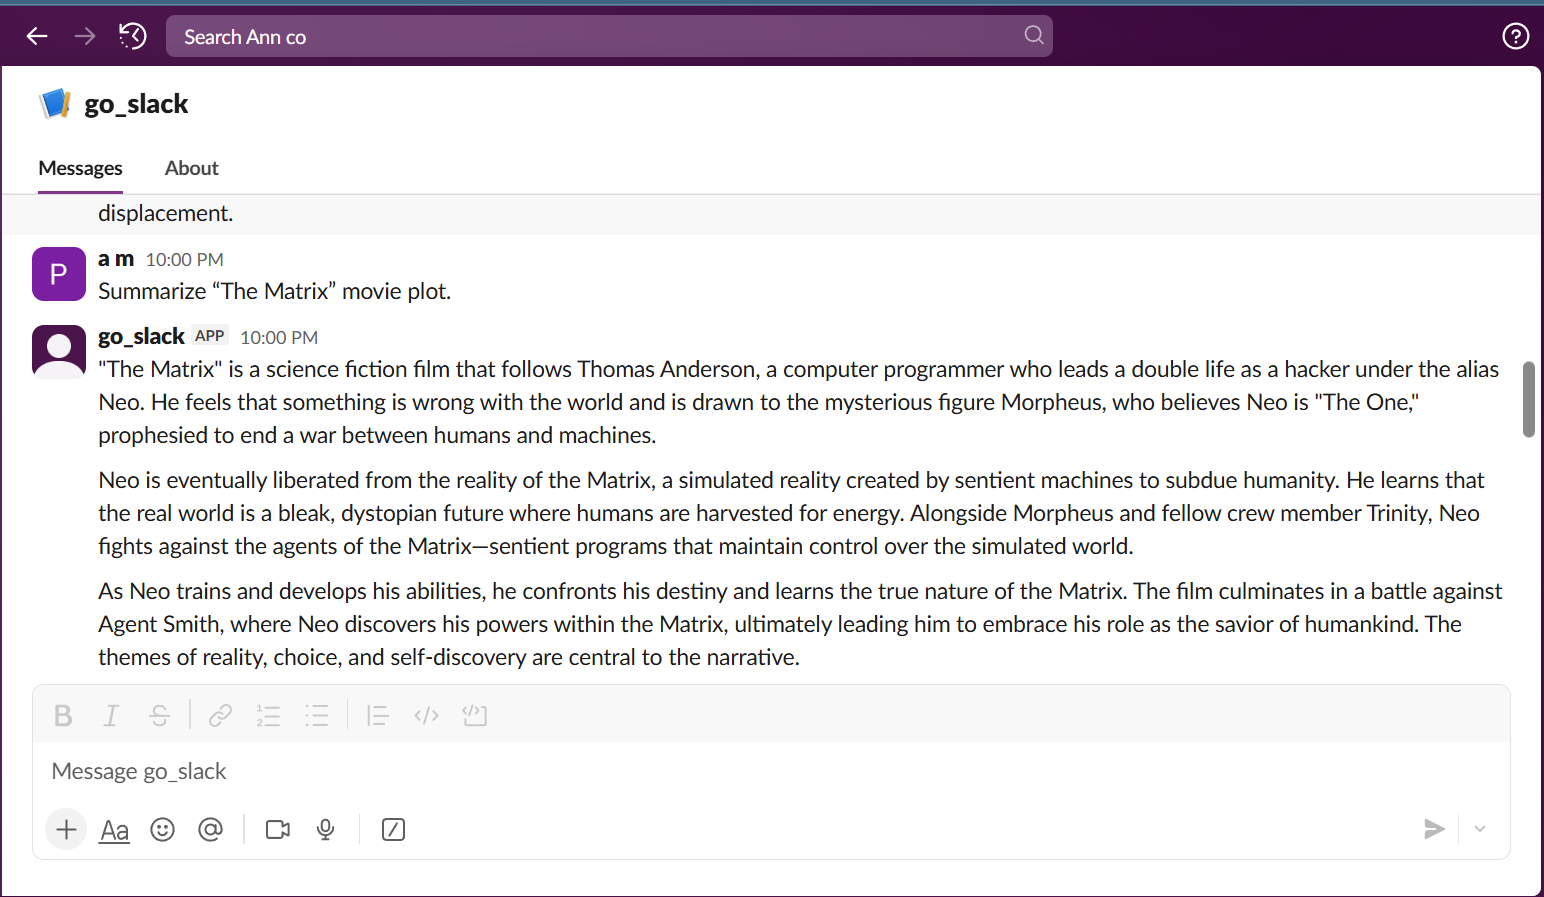 Search Ann co
go_slack
Messages About
displacement.
P
a m 10:00 PM
Summarize “The Matrix” movie plot.
go_slack APP 10:00 PM
"The Matrix" is a science fiction film that follows Thomas Anderson, a computer programmer who leads a double life as a hacker under the alias
Neo. He feels that something is wrong with the world and is drawn to the mysterious figure Morpheus, who believes Neo is "The One,"
prophesied to end a war between humans and machines.
Neo is eventually liberated from the reality of the Matrix, a simulated reality created by sentient machines to subdue humanity. He learns that
the real world is a bleak, dystopian future where humans are harvested for energy. Alongside Morpheus and fellow crew member Trinity, Neo
fights against the agents of the Matrix—sentient programs that maintain control over the simulated world.
As Neo trains and develops his abilities, he confronts his destiny and learns the true nature of the Matrix. The film culminates in a battle against
Agent Smith, where Neo discovers his powers within the Matrix, ultimately leading him to embrace his role as the savior of humankind. The
themes of reality, choice, and self-discovery are central to the narrative.
Message go_slack
Aa